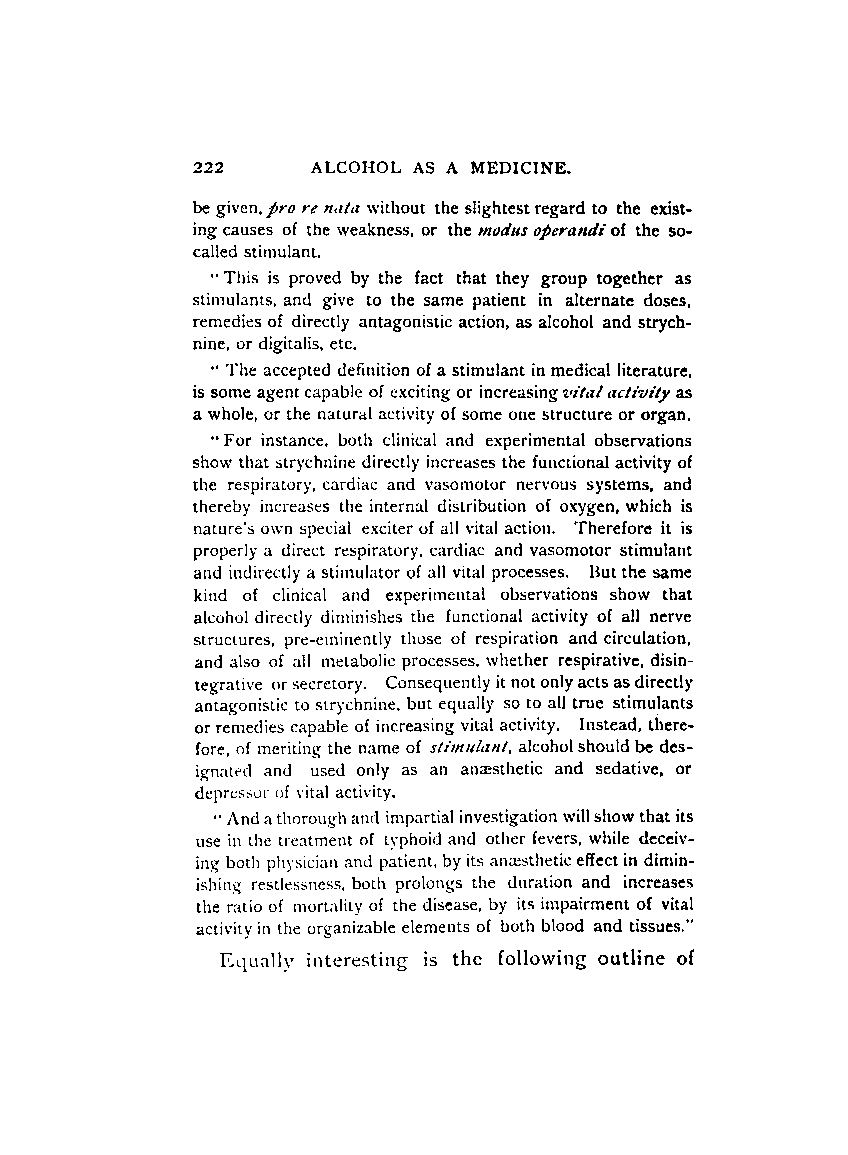 222 ALCOHOL AS A MEDICINE.
be given, pro re nata without the slightest regard to the exist-
ing causes of the weakness, or the modus operandi of the so-
called stimulant.
“This is proved by the fact that they group together as
stimulants, and give to the same patient in alternate doses,
remedies of directly antagonistic action, as alcohol and strych-
nine, or digitalis, etc.
“The accepted definition of a stimulant in medical literature,
is some agent capable of exciting or increasing vital activity as
a whole, or the natural activity of some one structure or organ.
“For instance, both clinical and experimental observations
show that strychnine directly increases the functional activity of
the respiratory, cardiac and vasomotor nervous systems, and
thereby increases the internal distribution of oxygen, which is
nature's own special exciter of all vital action. Therefore it is
properly a direct respiratory, cardiac and vasomotor stimulant
and indirectly a stimulator of all vital processes. But the same
kind of clinical and experimental observations show that
alcohol directly diminishes the functional activity of all nerve
structures, pre-eminently those of respiration and circulation,
and also of all metabolic processes, whether respirative, disin-
tegrative or secretory. Consequently it not only acts as directly
antagonistic to strychnine, but equally so to all true stimulants
or remedies capable of increasing vital activity. Instead, there-
fore, of meriting the name of stimulant, alcohol should be des-
ignated and used only as an anæsthetic and sedative, or
depressor of vital activity.
“And a thorough and impartial investigation will show that its
use in the treatment of typhoid and other fevers, while deceiv-
ing both physician and patient, by its anæsthetic effect in dimin-
ishing restlessness, both prolongs the duration and increases
the ratio of mortality of the disease, by its impairment of vital
activity in the organizable elements of both blood and tissues.”
Equally interesting is the following outline of